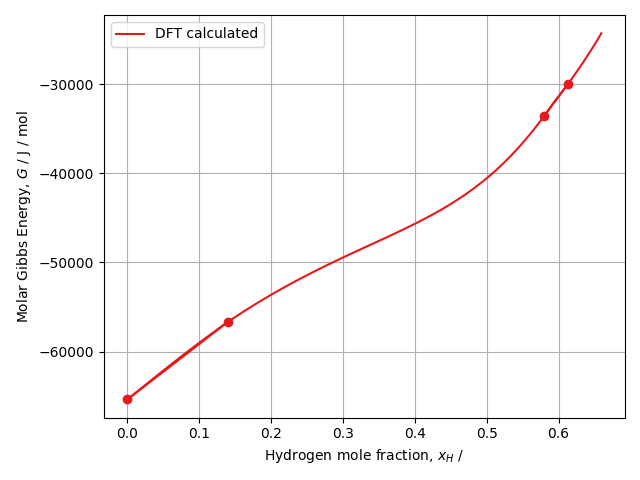 DFT calculated
Molar Gibbs Energy, G / J / mol
−30000
−40000
−50000
−60000
0.0 0.1 0.2 0.3 0.4 0.5 0.6
Hydrogen mole fraction, x_H /